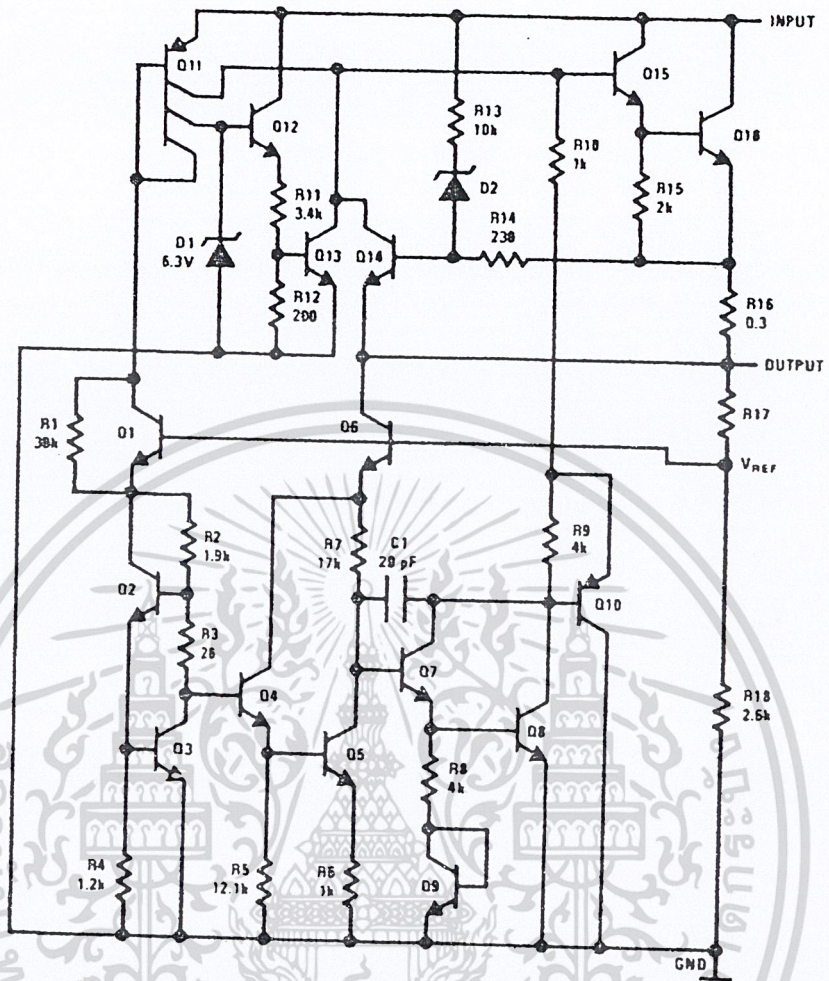 INPUT
Q11
Q15
Q12
R13
10k
R10
1k
Q16
D2
R15
2k
R11
3.4k
R14
230
D1
6.3V
Q13
Q14
R12
200
R16
0.3
OUTPUT
R1
30k
Q1
Q6
R17
VREF
R2
1.9k
R7
17k
C1
20 pF
R9
4k
Q2
Q10
R3
26
Q4
Q7
R18
2.6k
Q3
Q5
Q8
R8
4k
R4
1.2k
R5
12.1k
R6
1k
Q9
GND